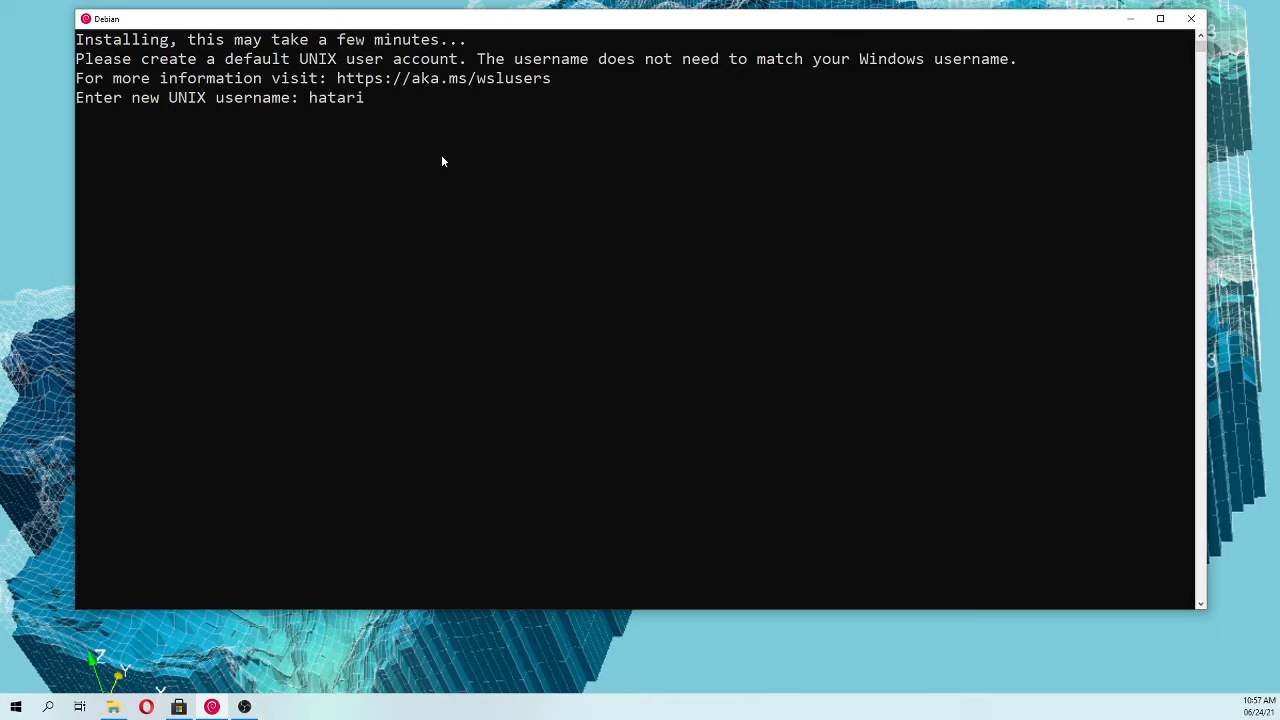 Debian
Installing, this may take a few minutes...
Please create a default UNIX user account. The username does not need to match your Windows username.
For more information visit: https://aka.ms/wslusers
Enter new UNIX username: hatari
3
3
Z
Y
X
10:57 AM
06/24/21